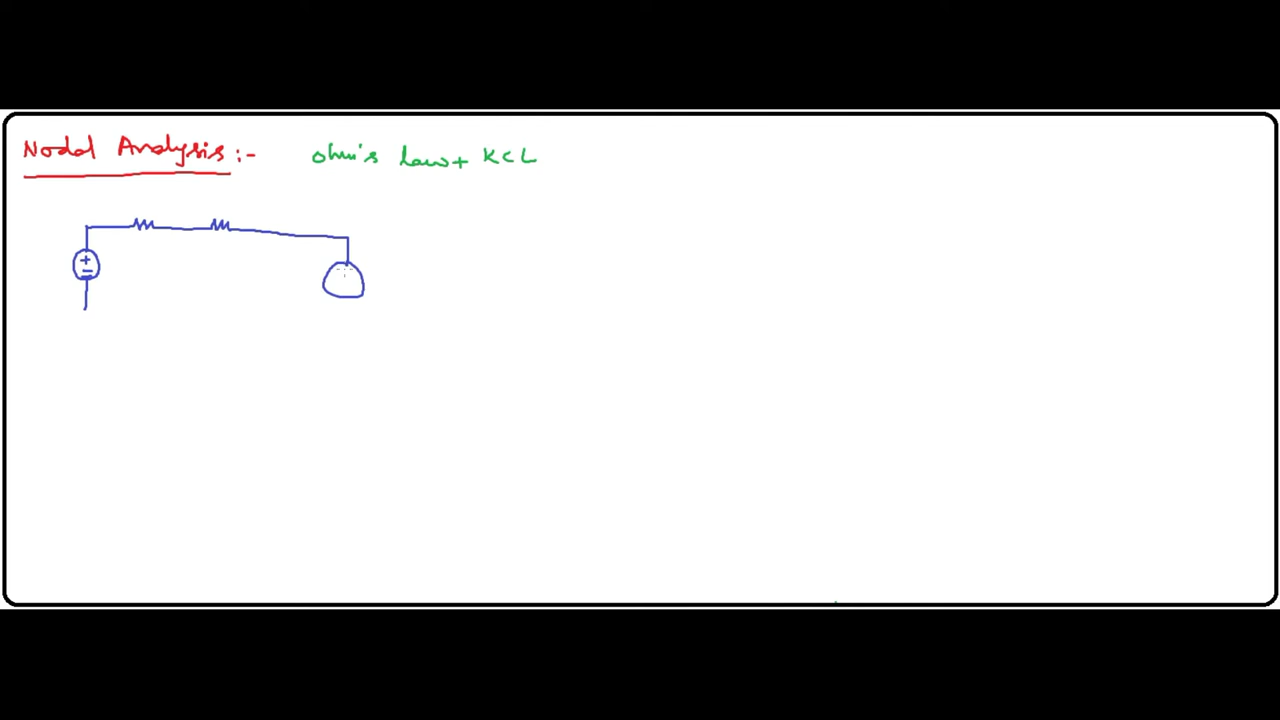 Nodal Analysis :- ohm's law + KCL
+
=